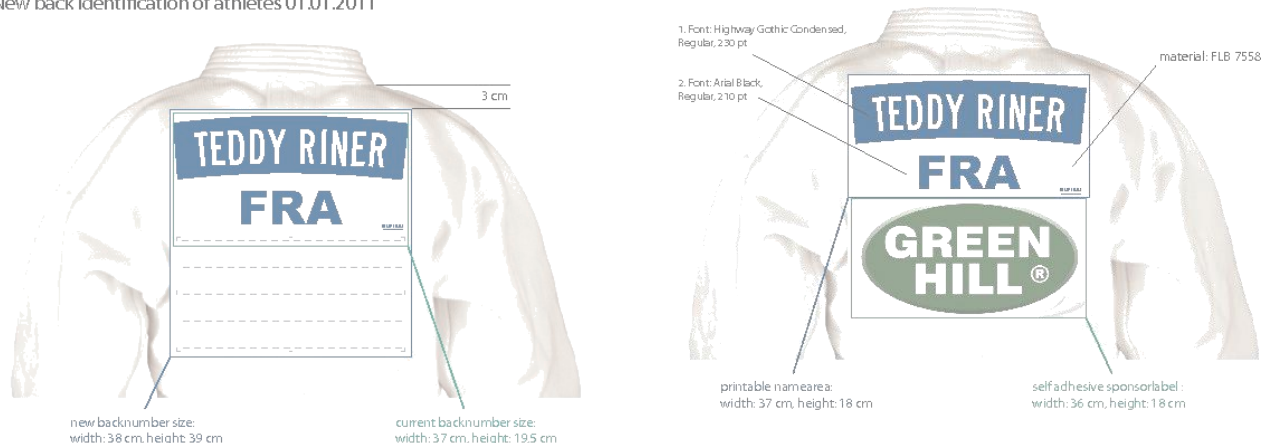 New back identification of athletes 01.01.2011
3 cm
TEDDY RINER
FRA
new backnumber size:
width: 38 cm, height: 39 cm
current backnumber size:
width: 37 cm, height: 19.5 cm
1. Font: Highway Gothic Condensed,
Regular, 230 pt
2. Font: Arial Black,
Regular, 210 pt
material: FLB 7558
TEDDY RINER
FRA
GREEN
HILL ®
printable namearea:
width: 37 cm, height: 18 cm
self adhesive sponsorlabel :
width: 36 cm, height: 18 cm